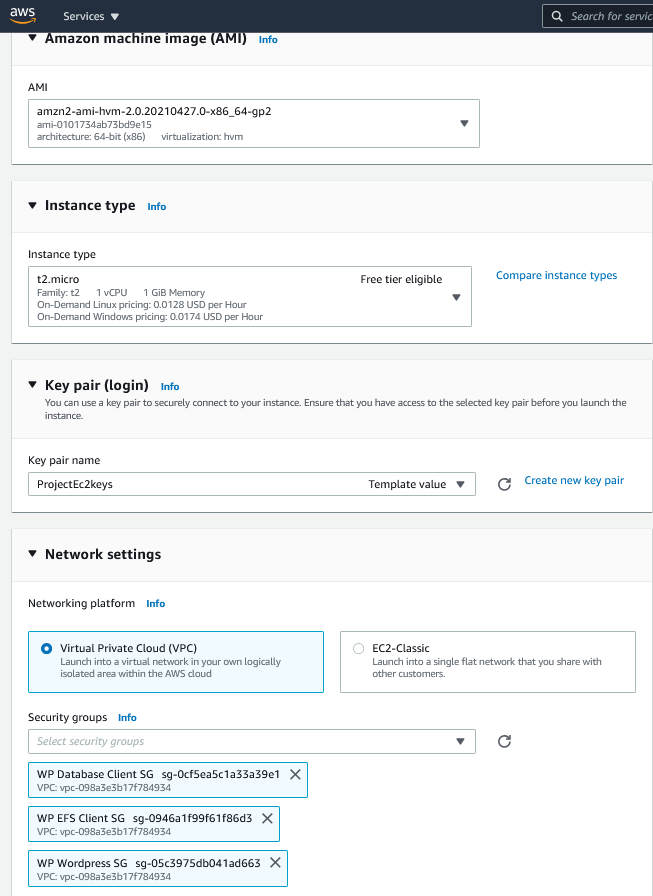 aws
Services
Search for servic
Amazon machine image (AMI) Info
AMI
amzn2-ami-hvm-2.0.20210427.0-x86_64-gp2
ami-0101734ab73bd9e15
architecture: 64-bit (x86) virtualization: hvm
Instance type Info
Instance type
t2.micro Free tier eligible
Family: t2 1 vCPU 1 GiB Memory
On-Demand Linux pricing: 0.0128 USD per Hour
On-Demand Windows pricing: 0.0174 USD per Hour
Compare instance types
Key pair (login) Info
You can use a key pair to securely connect to your instance. Ensure that you have access to the selected key pair before you launch the
instance.
Key pair name
ProjectEc2keys Template value
Create new key pair
Network settings
Networking platform Info
Virtual Private Cloud (VPC)
Launch into a virtual network in your own logically
isolated area within the AWS cloud
EC2-Classic
Launch into a single flat network that you share with
other customers.
Security groups Info
Select security groups
WP Database Client SG sg-0cf5ea5c1a33a39e1
VPC: vpc-098a3e3b17f784934
WP EFS Client SG sg-0946a1f99f61f86d3
VPC: vpc-098a3e3b17f784934
WP Wordpress SG sg-05c3975db041ad663
VPC: vpc-098a3e3b17f784934